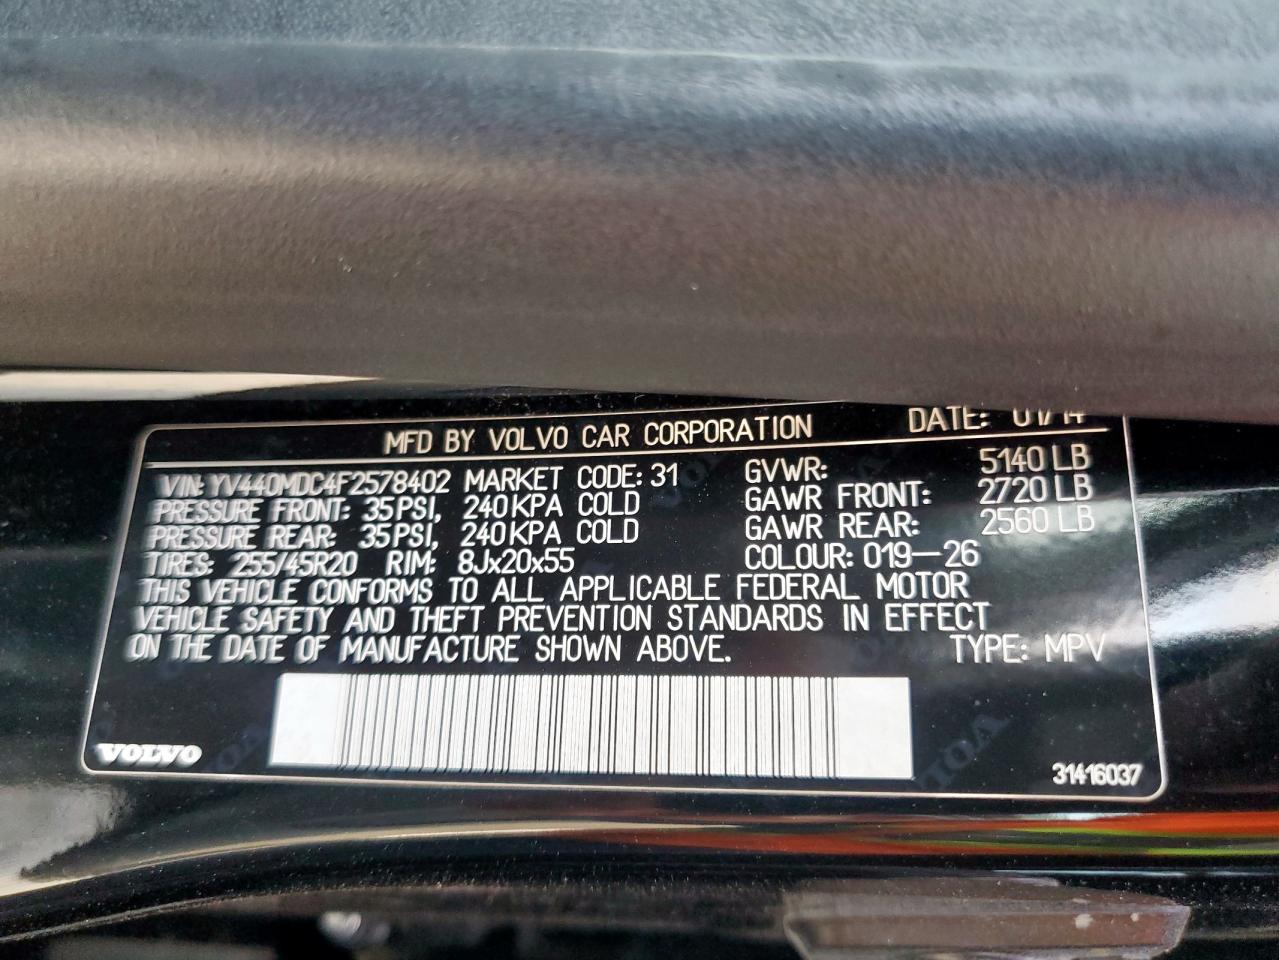 DATE: 01/14
MFD BY VOLVO CAR CORPORATION
VIN: YV440MDC4F2578402 MARKET CODE: 31 GVWR: 5140 LB
PRESSURE FRONT: 35 PSI, 240 KPA COLD GAWR FRONT: 2720 LB
PRESSURE REAR: 35 PSI, 240 KPA COLD GAWR REAR: 2560 LB
TIRES: 255/45R20 RIM: 8Jx20x55 COLOUR: 019—26
THIS VEHICLE CONFORMS TO ALL APPLICABLE FEDERAL MOTOR
VEHICLE SAFETY AND THEFT PREVENTION STANDARDS IN EFFECT
ON THE DATE OF MANUFACTURE SHOWN ABOVE. TYPE: MPV
VOLVO
31416037